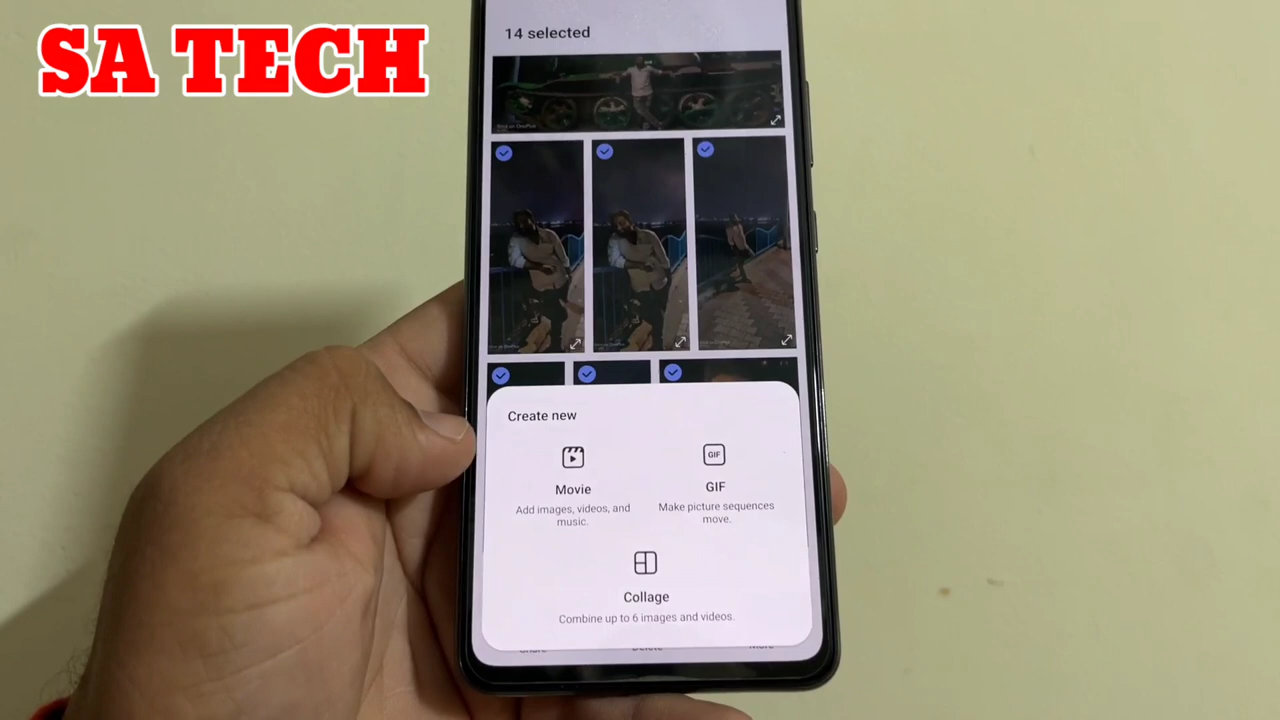 SA TECH
14 selected
Create new
GIF
Movie
GIF
Add images, videos, and
music.
Make picture sequences
move.
Collage
Combine up to 6 images and videos.